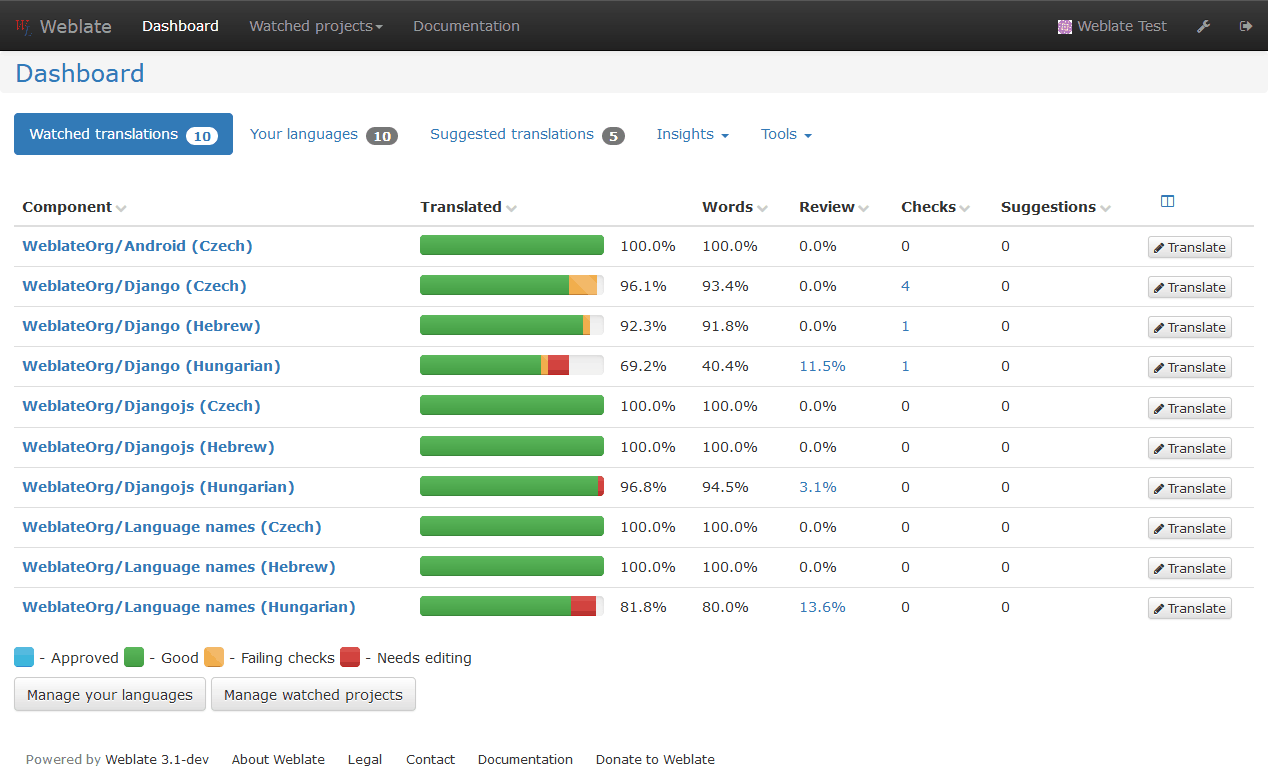 Weblate Dashboard Watched projects Documentation Weblate Test
Dashboard
Watched translations 10 Your languages 10 Suggested translations 5 Insights Tools
Component Translated Words Review Checks Suggestions
WeblateOrg/Android (Czech) 100.0% 100.0% 0.0% 0 0 Translate
WeblateOrg/Django (Czech) 96.1% 93.4% 0.0% 4 0 Translate
WeblateOrg/Django (Hebrew) 92.3% 91.8% 0.0% 1 0 Translate
WeblateOrg/Django (Hungarian) 69.2% 40.4% 11.5% 1 0 Translate
WeblateOrg/Djangojs (Czech) 100.0% 100.0% 0.0% 0 0 Translate
WeblateOrg/Djangojs (Hebrew) 100.0% 100.0% 0.0% 0 0 Translate
WeblateOrg/Djangojs (Hungarian) 96.8% 94.5% 3.1% 0 0 Translate
WeblateOrg/Language names (Czech) 100.0% 100.0% 0.0% 0 0 Translate
WeblateOrg/Language names (Hebrew) 100.0% 100.0% 0.0% 0 0 Translate
WeblateOrg/Language names (Hungarian) 81.8% 80.0% 13.6% 0 0 Translate
- Approved - Good - Failing checks - Needs editing
Manage your languages Manage watched projects
Powered by Weblate 3.1-dev About Weblate Legal Contact Documentation Donate to Weblate